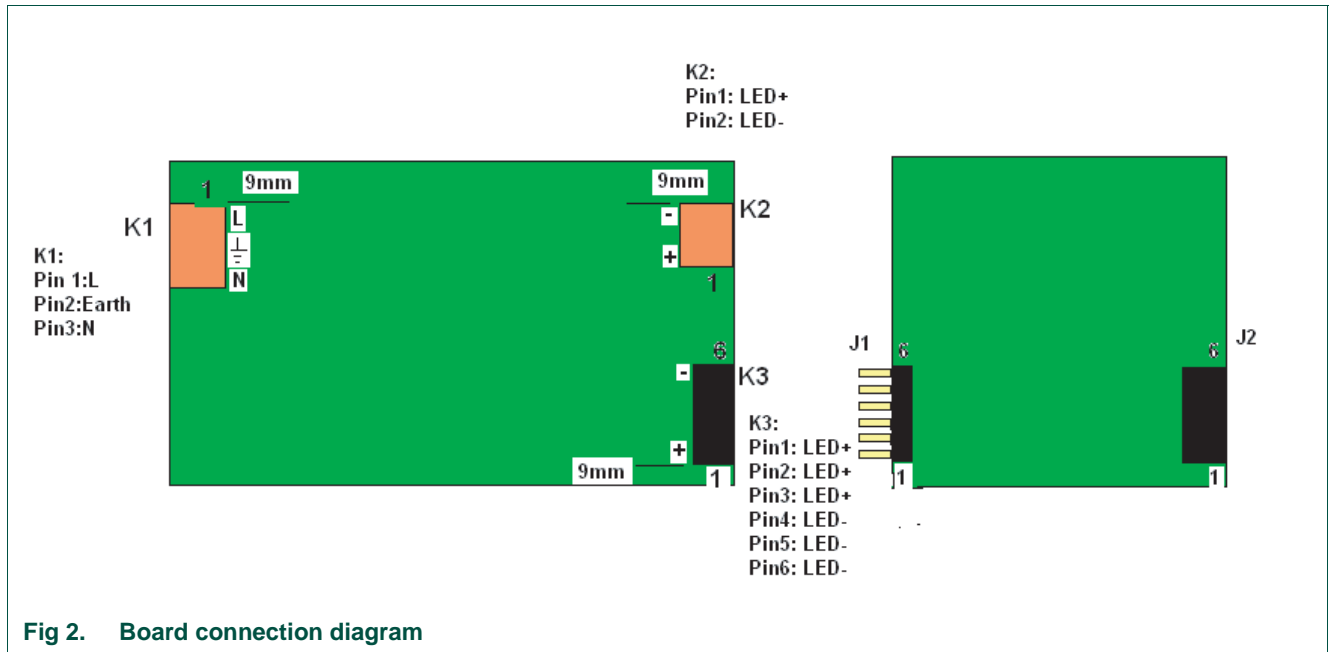 K2:
Pin1: LED+
Pin2: LED-
1
9mm
9mm
K1
L
N
-
+
K2
1
K1:
Pin 1:L
Pin2:Earth
Pin3:N
6
-
K3
+
9mm
1
K3:
Pin1: LED+
Pin2: LED+
Pin3: LED+
Pin4: LED-
Pin5: LED-
Pin6: LED-
J1
6
1
6
J2
1
Fig 2. Board connection diagram